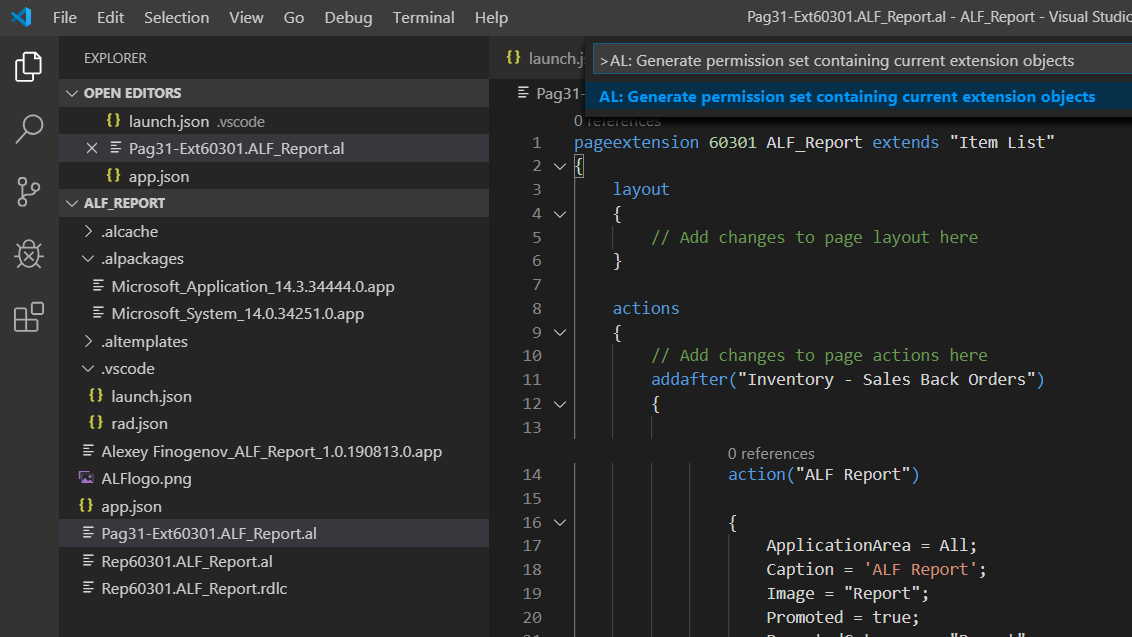 File Edit Selection View Go Debug Terminal Help
Pag31-Ext60301.ALF_Report.al - ALF_Report - Visual Studio
EXPLORER
OPEN EDITORS
{} launch.json .vscode
Pag31-Ext60301.ALF_Report.al
{} app.json
ALF_REPORT
.alcache
.alpackages
Microsoft_Application_14.3.34444.0.app
Microsoft_System_14.0.34251.0.app
.altemplates
.vscode
{} launch.json
{} rad.json
Alexey Finogenov_ALF_Report_1.0.190813.0.app
ALFlogo.png
{} app.json
Pag31-Ext60301.ALF_Report.al
Rep60301.ALF_Report.al
Rep60301.ALF_Report.rdlc
{} launch.j
>AL: Generate permission set containing current extension objects
AL: Generate permission set containing current extension objects
Pag31-
0 references
1 pageextension 60301 ALF_Report extends "Item List"
2 {
3 layout
4 {
5 // Add changes to page layout here
6 }
7
8 actions
9 {
10 // Add changes to page actions here
11 addafter("Inventory - Sales Back Orders")
12 {
13
0 references
14 action("ALF Report")
15
16 {
17 ApplicationArea = All;
18 Caption = 'ALF Report';
19 Image = "Report";
20 Promoted = true;